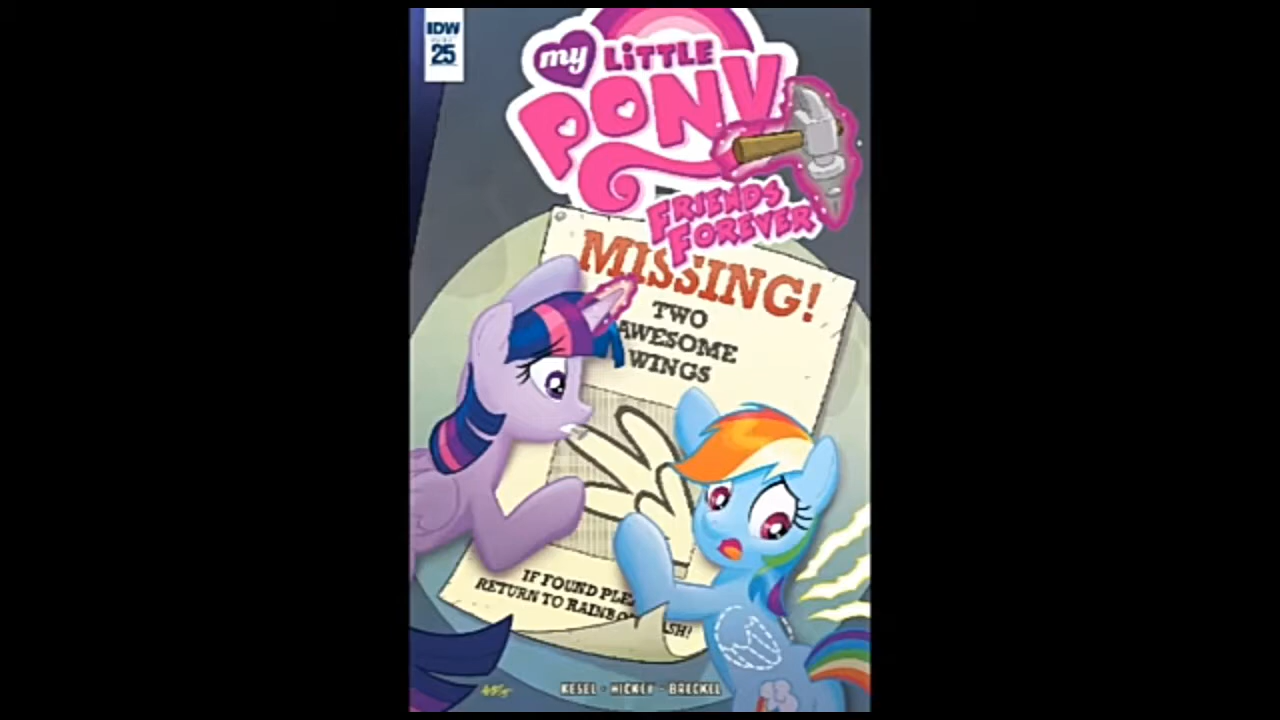 IDW
25
my LiTTLE
PONY
FRIENDS
FOREVER
MISSING!
TWO
AWESOME
WINGS
IF FOUND PLE
RETURN TO RAINBO ASH!
KESEL - HICKEY - BRECKEL